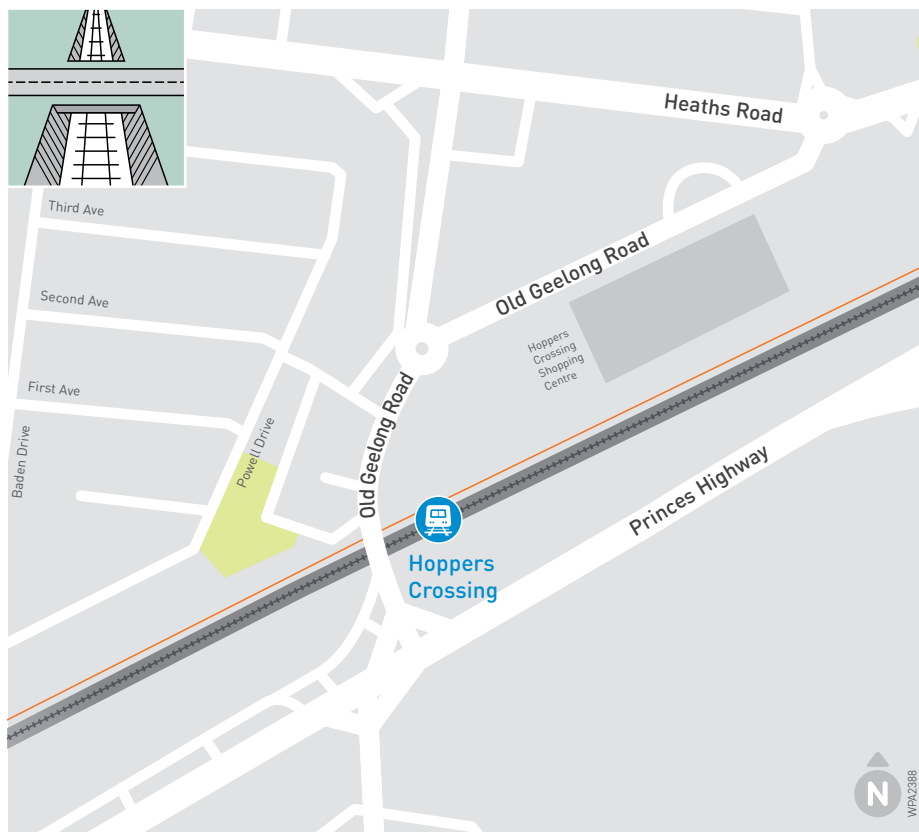 Heaths Road
Third Ave
Old Geelong Road
Second Ave
Hoppers
Crossing
Shopping
Centre
First Ave
Old Geelong Road
Powell Drive
Baden Drive
Princes Highway
Hoppers
Crossing
N
WPA2388